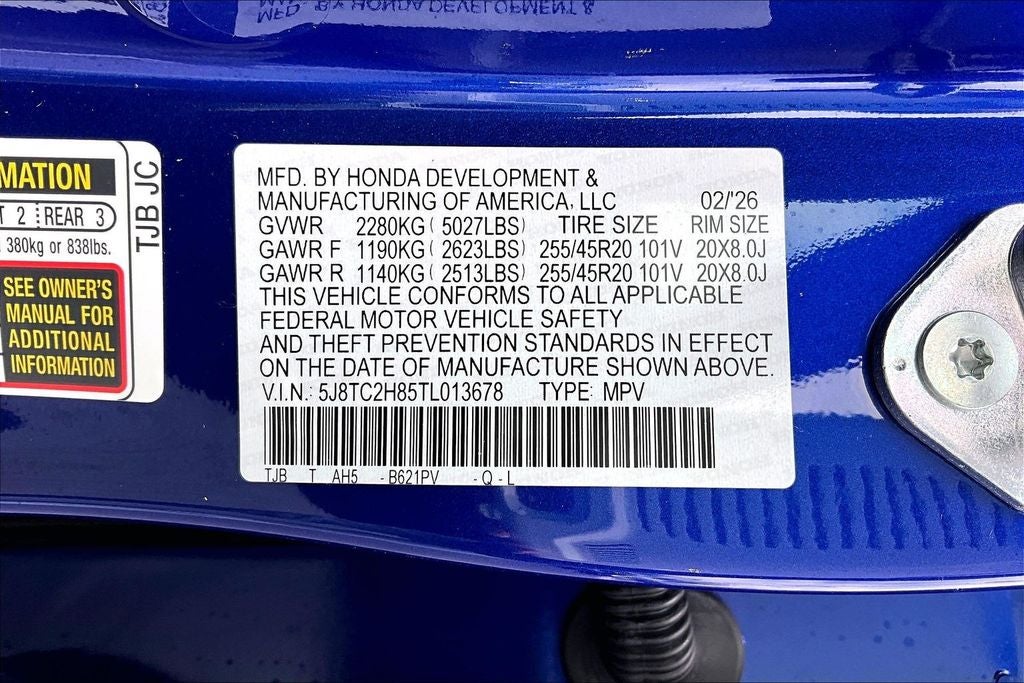 MATION
T 2 REAR 3
380kg or 838lbs.
SEE OWNER'S
MANUAL FOR
ADDITIONAL
INFORMATION
TJB JC
MFD. BY HONDA DEVELOPMENT &
MANUFACTURING OF AMERICA, LLC 02/'26
GVWR 2280KG ( 5027LBS) TIRE SIZE RIM SIZE
GAWR F 1190KG ( 2623LBS) 255/45R20 101V 20X8.0J
GAWR R 1140KG ( 2513LBS) 255/45R20 101V 20X8.0J
THIS VEHICLE CONFORMS TO ALL APPLICABLE
FEDERAL MOTOR VEHICLE SAFETY
AND THEFT PREVENTION STANDARDS IN EFFECT
ON THE DATE OF MANUFACTURE SHOWN ABOVE.
V.I.N.: 5J8TC2H85TL013678 TYPE: MPV
TJB T AH5 - B621PV - Q - L